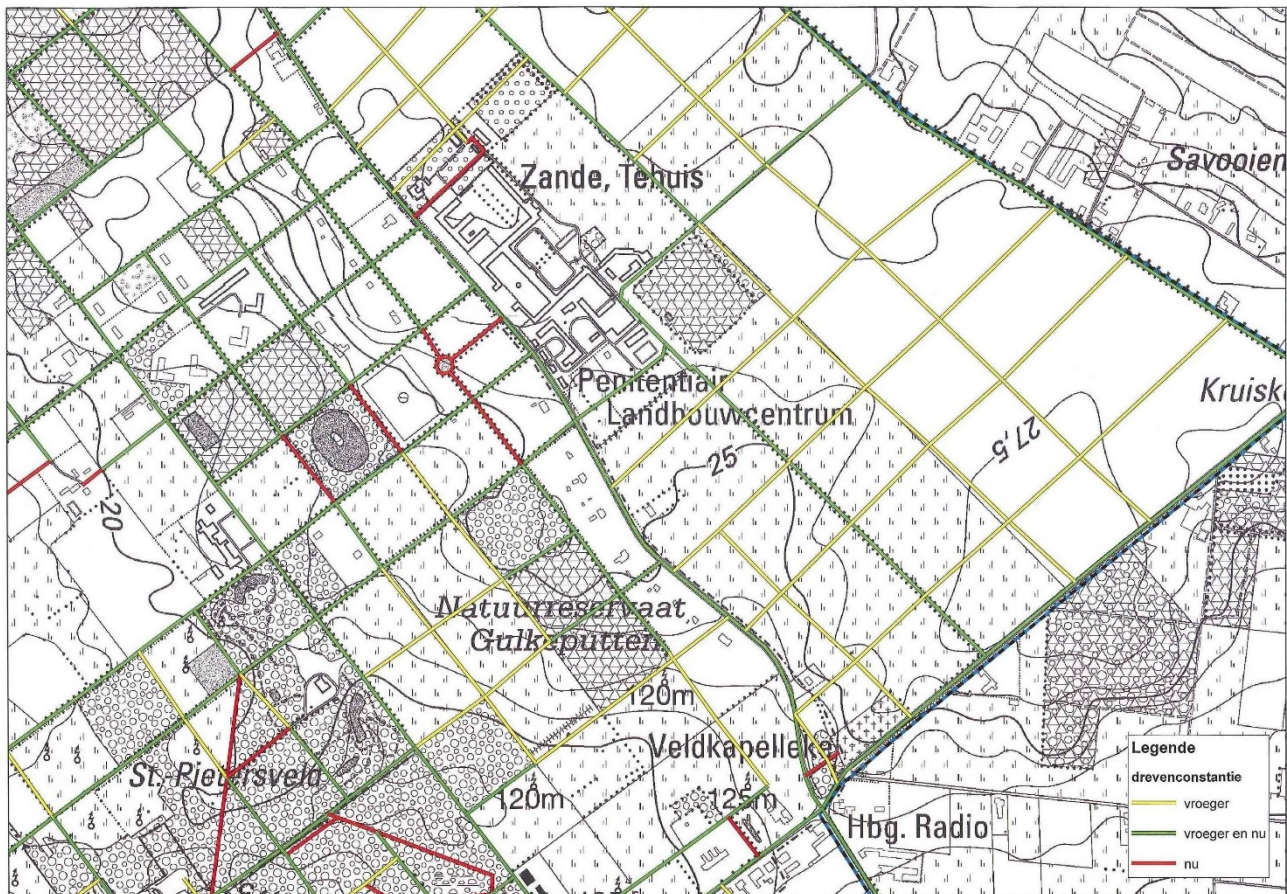 Savooien
Zande, Tehuis
Penitentiair
Landbouwcentrum
Kruisk
27,5
25
20
Natuurreservaat
Gulkeputten
120m
Veldkapelleke
St. Pietersveld
120m
125m
Hbg. Radio
Legende
drevenconstantie
vroeger
vroeger en nu
nu